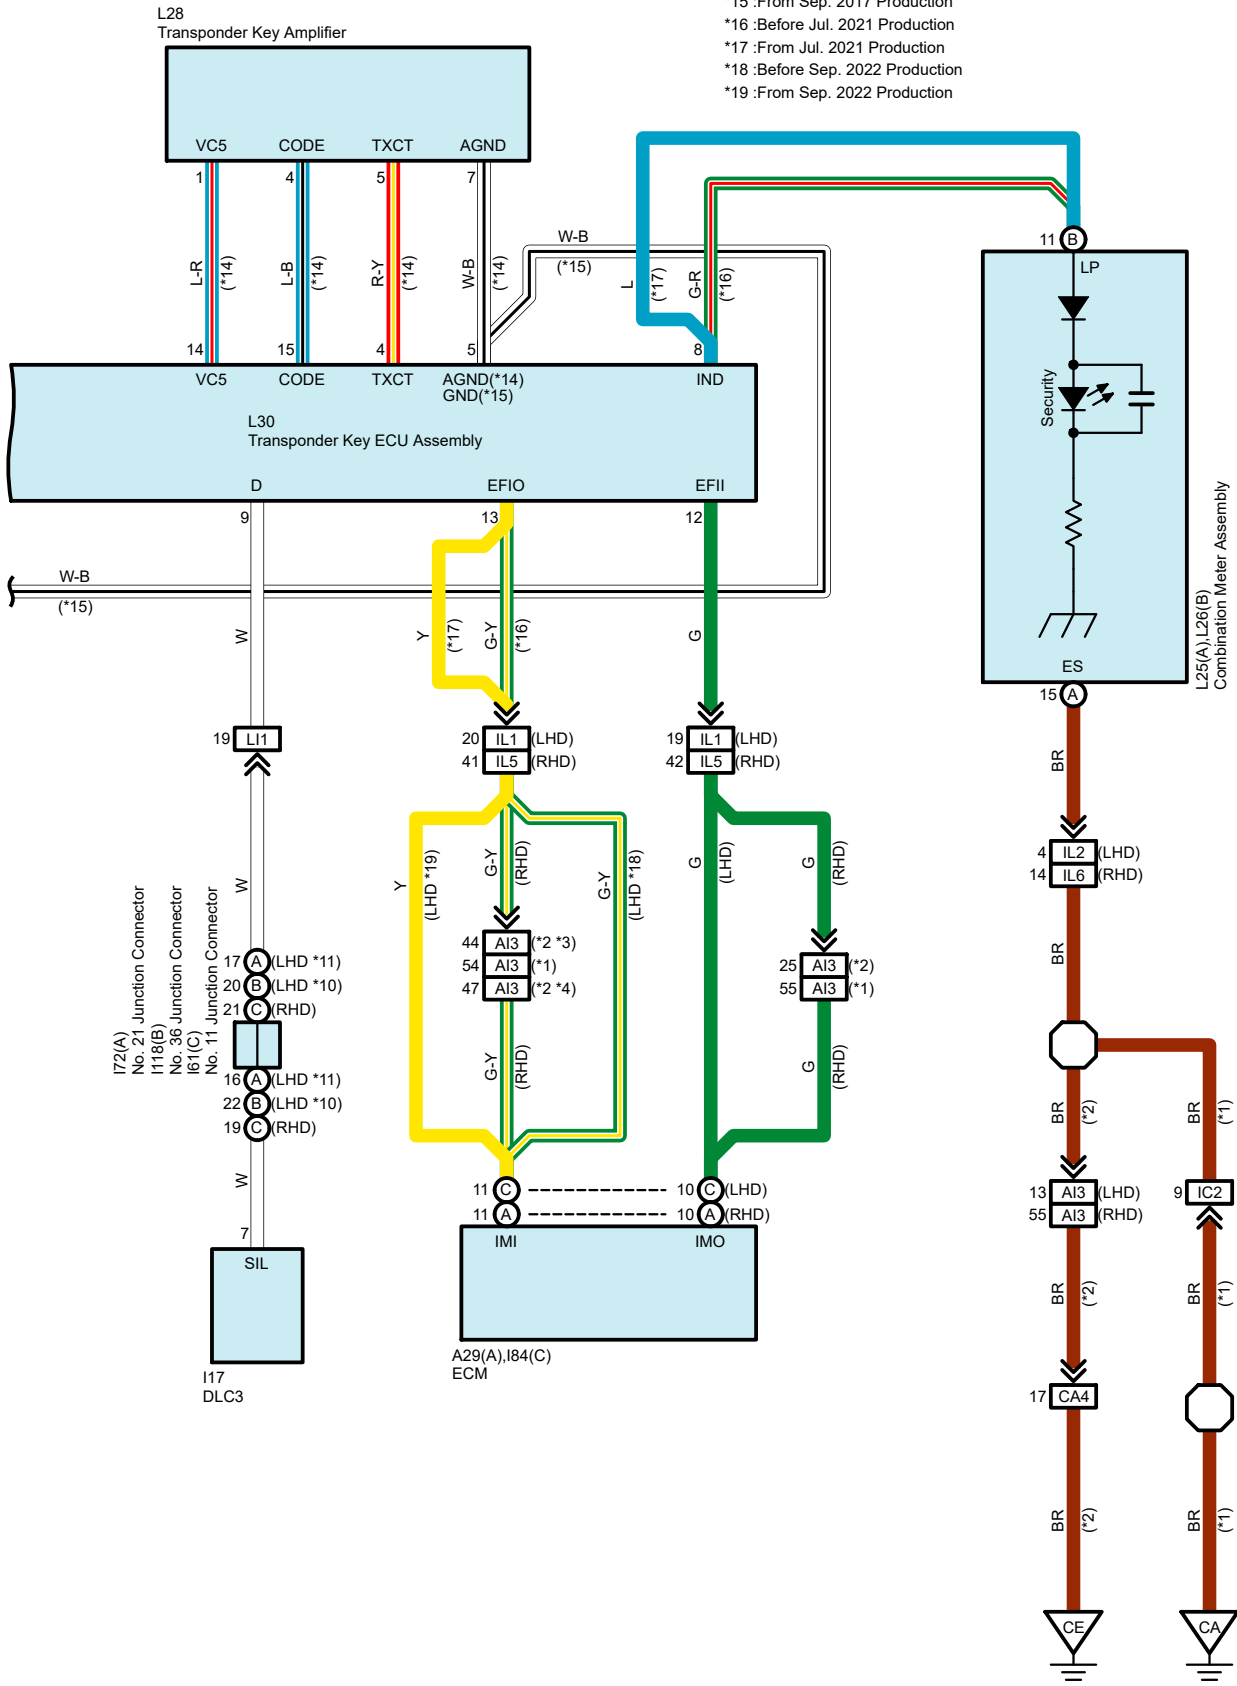 *15 :From Sep. 2017 Production
*16 :Before Jul. 2021 Production
*17 :From Jul. 2021 Production
*18 :Before Sep. 2022 Production
*19 :From Sep. 2022 Production
L28
Transponder Key Amplifier
VC5 CODE TXCT AGND
1 4 5 7
L-R (*14) L-B (*14) R-Y (*14) W-B (*14)
W-B
(*15)
L (*17) G-R (*16)
14 15 4 5 8
VC5 CODE TXCT AGND(*14) IND
GND(*15)
L30
Transponder Key ECU Assembly
D EFIO EFII
9 13 12
W-B
(*15)
W Y (*17) G-Y (*16) G
11 B
LP
Security
ES
15 A
L25(A),L26(B)
Combination Meter Assembly
19 LI1
20 IL1 (LHD)
41 IL5 (RHD)
19 IL1 (LHD)
42 IL5 (RHD)
W
Y (LHD *19) G-Y (RHD) G-Y (LHD *18)
G (LHD) G (RHD)
44 AI3 (*2 *3)
54 AI3 (*1)
47 AI3 (*2 *4)
25 AI3 (*2)
55 AI3 (*1)
G-Y (RHD) G (RHD)
I72(A)
No. 21 Junction Connector
I118(B)
No. 36 Junction Connector
I61(C)
No. 11 Junction Connector
17 A (LHD *11)
20 B (LHD *10)
21 C (RHD)
16 A (LHD *11)
22 B (LHD *10)
19 C (RHD)
W
7
SIL
I17
DLC3
11 C 10 C (LHD)
11 A 10 A (RHD)
IMI IMO
A29(A),I84(C)
ECM
BR
4 IL2 (LHD)
14 IL6 (RHD)
BR
BR (*2) BR (*1)
13 AI3 (LHD)
55 AI3 (RHD)
9 IC2
BR (*2) BR (*1)
17 CA4
BR (*2) BR (*1)
CE CA